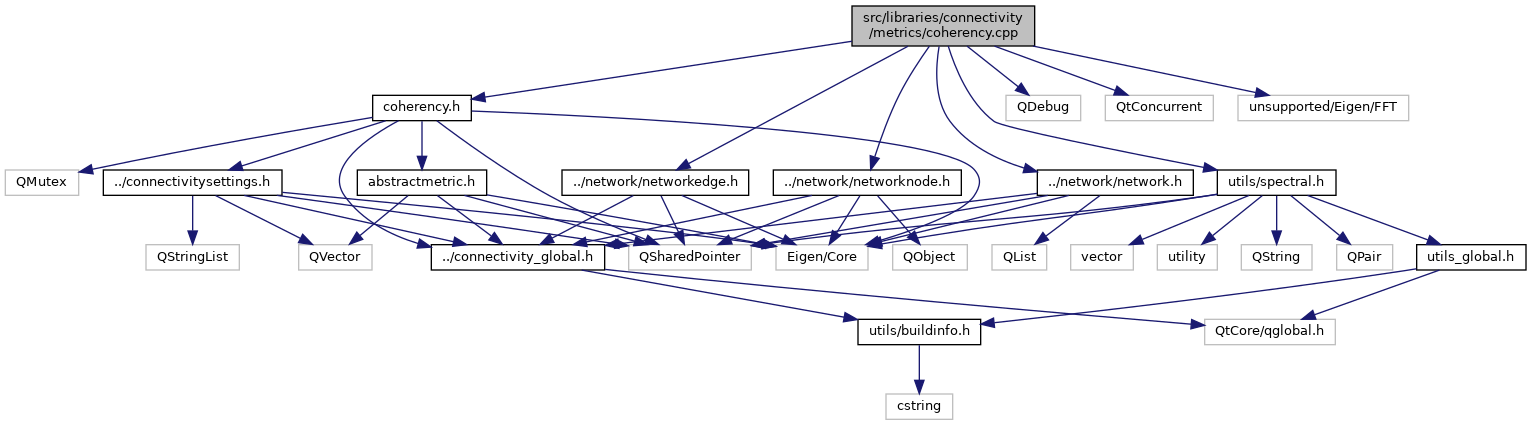 src/libraries/connectivity
/metrics/coherency.cpp
coherency.h
QDebug
QtConcurrent
unsupported/Eigen/FFT
QMutex
../connectivitysettings.h
abstractmetric.h
../network/networkedge.h
../network/networknode.h
../network/network.h
utils/spectral.h
QStringList
QVector
../connectivity_global.h
QSharedPointer
Eigen/Core
QObject
QList
vector
utility
QString
QPair
utils_global.h
utils/buildinfo.h
QtCore/qglobal.h
cstring